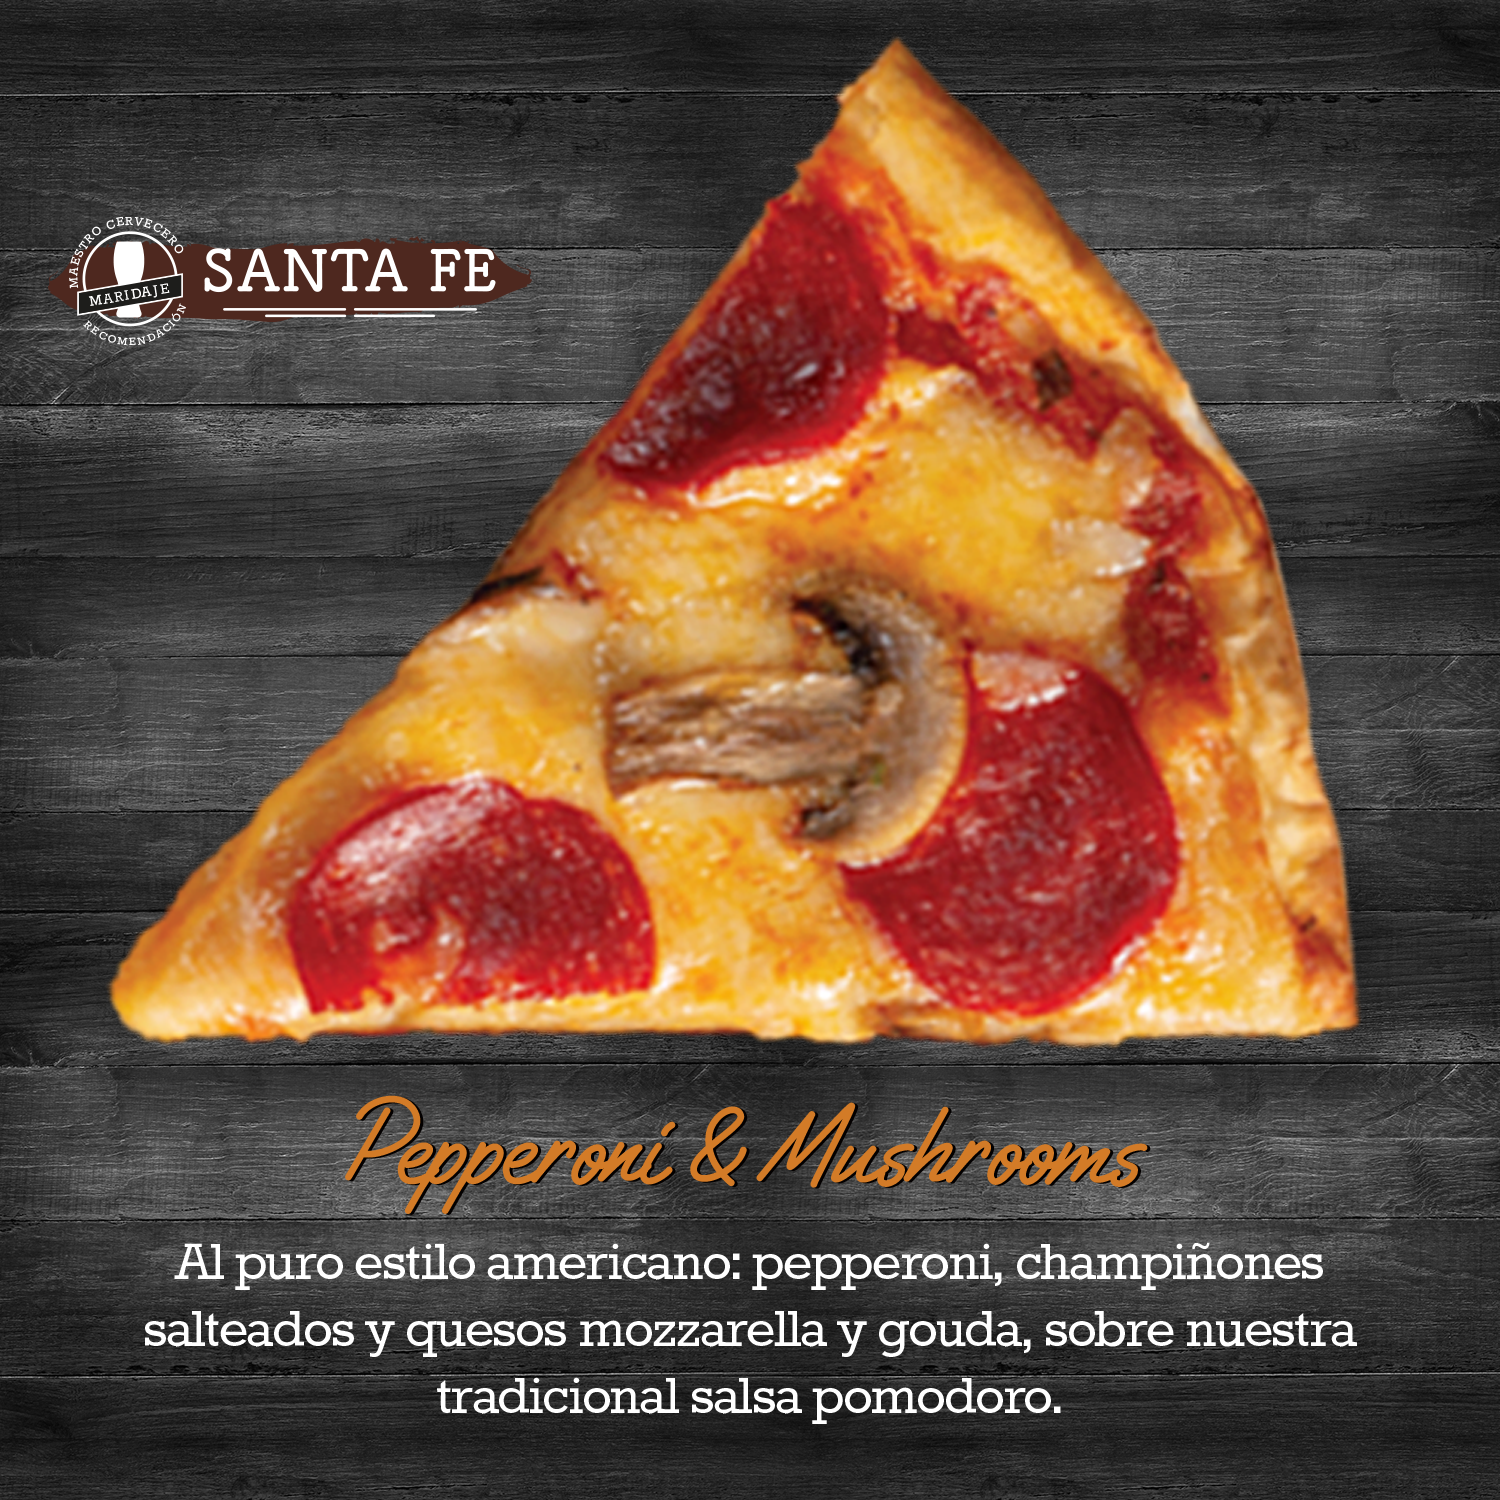 MAESTRO CERVECERO
MARIDAJE
RECOMENDACIÓN
SANTA FE
Pepperoni & Mushrooms
Al puro estilo americano: pepperoni, champiñones
salteados y quesos mozzarella y gouda, sobre nuestra
tradicional salsa pomodoro.